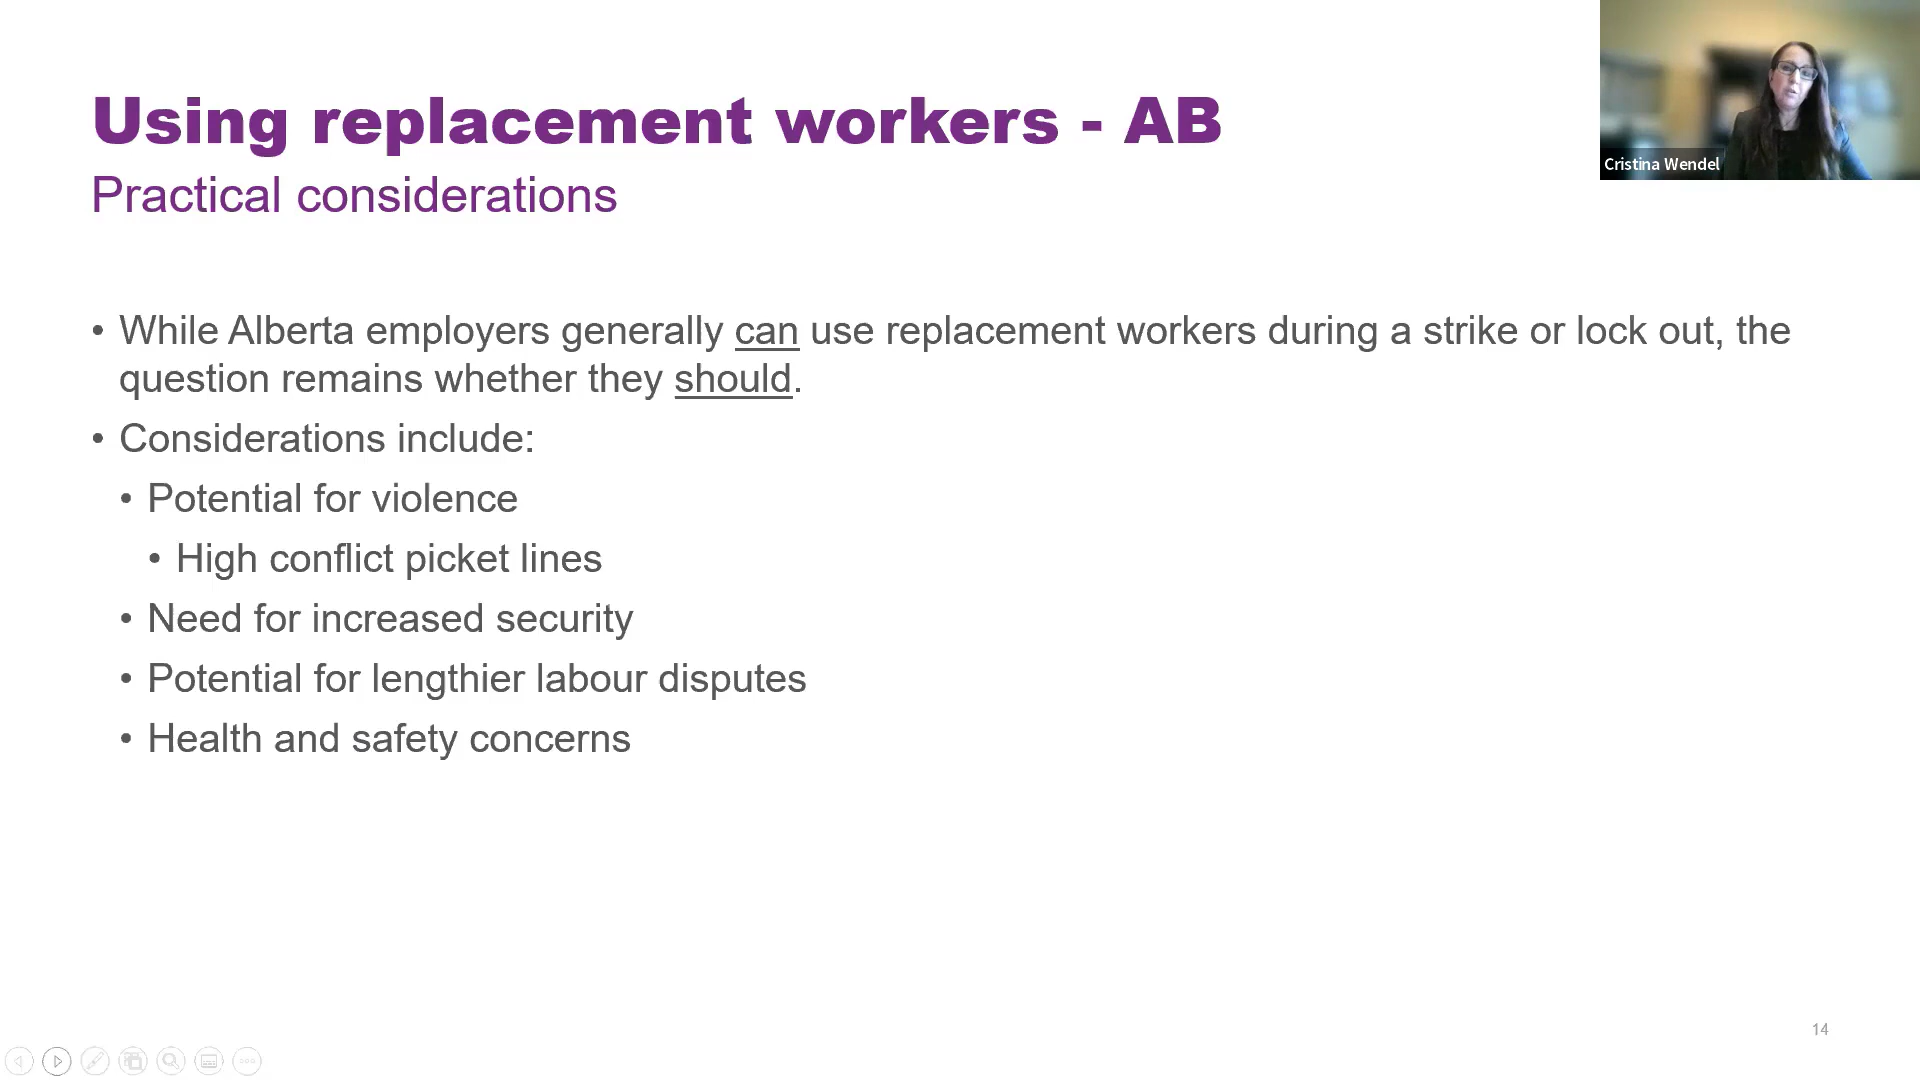 Using replacement workers - AB
Practical considerations
Cristina Wendel
• While Alberta employers generally can use replacement workers during a strike or lock out, the
question remains whether they should.
• Considerations include:
• Potential for violence
• High conflict picket lines
• Need for increased security
• Potential for lengthier labour disputes
• Health and safety concerns
14